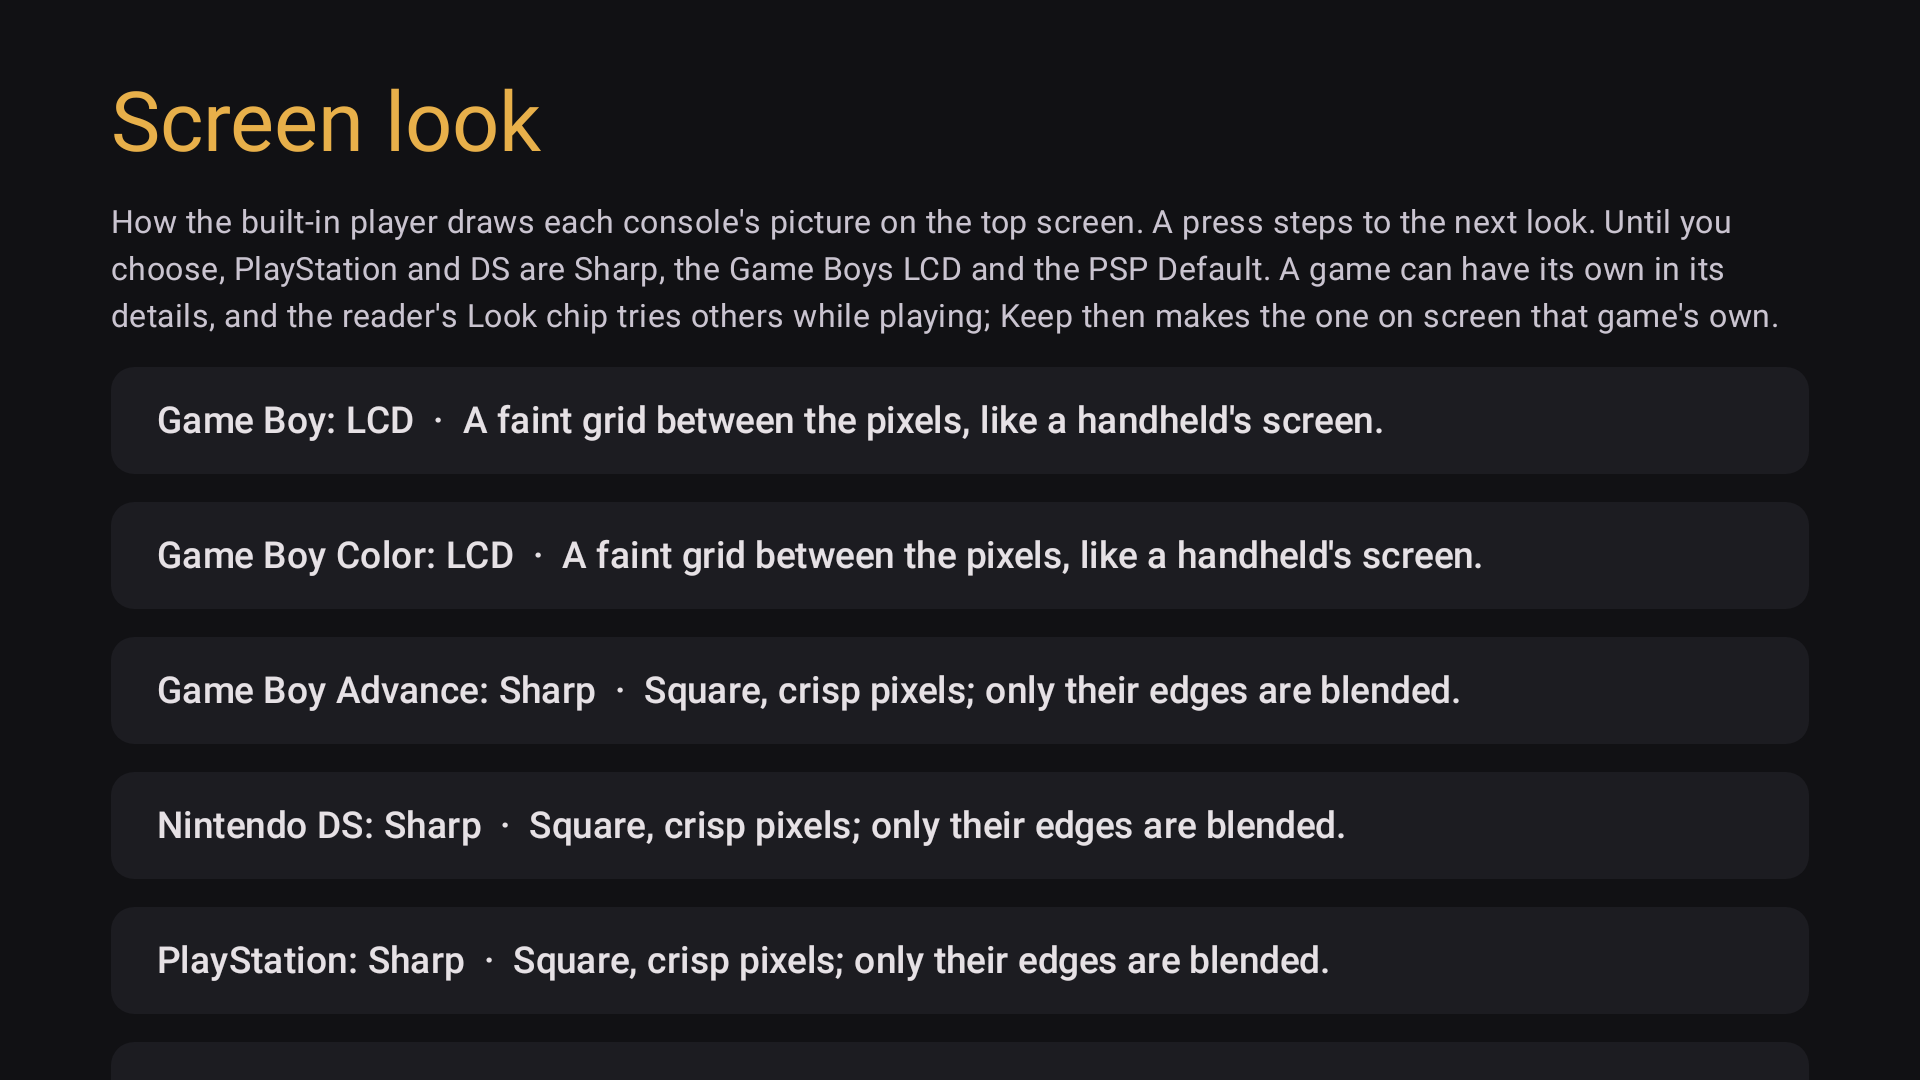 Screen look
How the built-in player draws each console's picture on the top screen. A press steps to the next look. Until you
choose, PlayStation and DS are Sharp, the Game Boys LCD and the PSP Default. A game can have its own in its
details, and the reader's Look chip tries others while playing; Keep then makes the one on screen that game's own.
Game Boy: LCD · A faint grid between the pixels, like a handheld's screen.
Game Boy Color: LCD · A faint grid between the pixels, like a handheld's screen.
Game Boy Advance: Sharp · Square, crisp pixels; only their edges are blended.
Nintendo DS: Sharp · Square, crisp pixels; only their edges are blended.
PlayStation: Sharp · Square, crisp pixels; only their edges are blended.